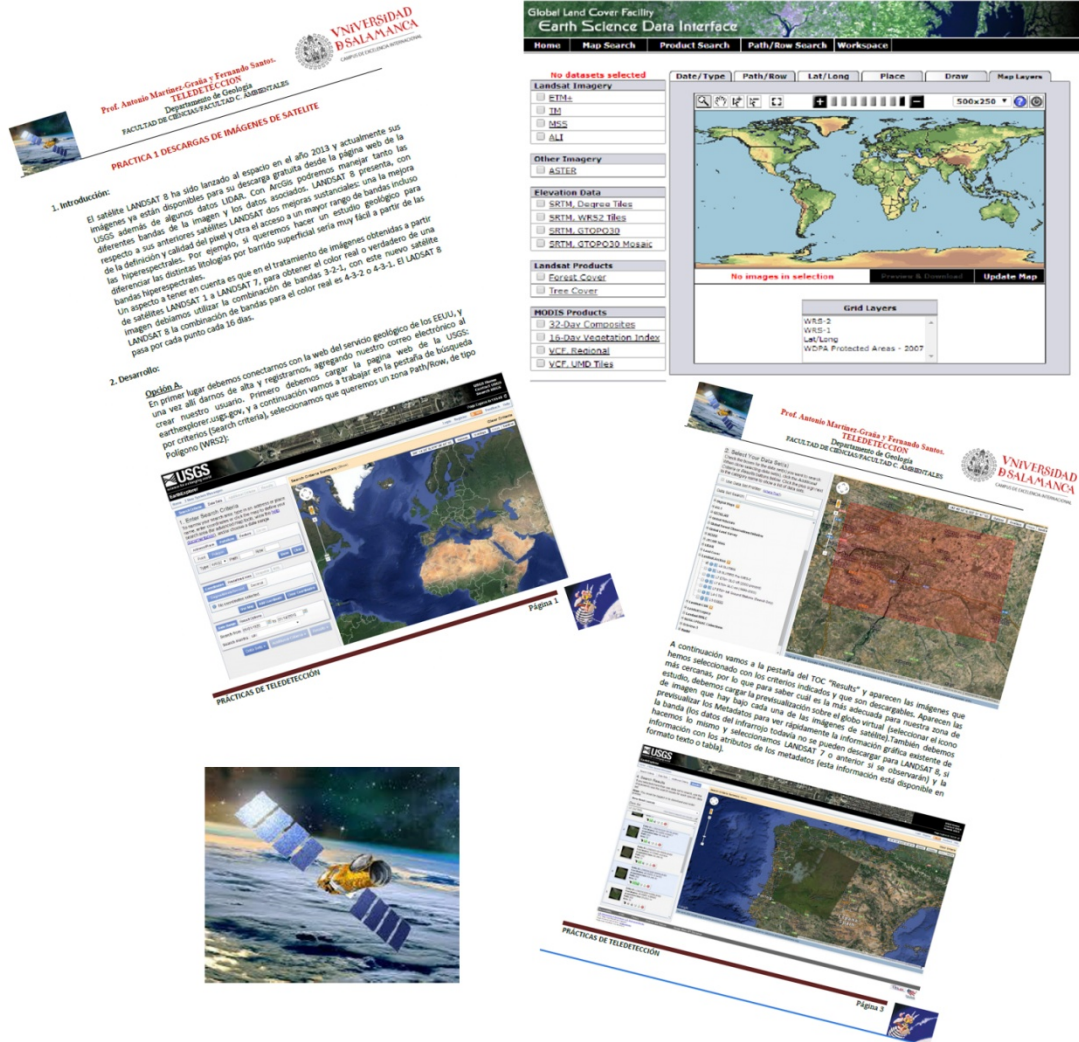 VNiVERSiDAD
D SALAMANCA
CAMPUS DE EXCELENCIA INTERNACIONAL
Prof. Antonio Martínez-Graña y Fernando Santos.
TELEDETECCIÓN
Departamento de Geología
FACULTAD DE CIENCIAS/FACULTAD C. AMBIENTALES
PRACTICA 1 DESCARGAS DE IMÁGENES DE SATELITE
1. Introducción:
El satélite LANDSAT 8 ha sido lanzado al espacio en el año 2013 y actualmente sus
imágenes ya están disponibles para su descarga gratuita desde la página web de la
USGS además de algunos datos LIDAR. Con ArcGis podremos manejar tanto las
diferentes bandas de la imagen y los datos asociados. LANDSAT 8 presenta, con
respecto a sus anteriores satélites LANDSAT dos mejoras sustanciales: una la mejora
de la definición y calidad del pixel y otra el acceso a un mayor rango de bandas incluso
las hiperespectrales. Por ejemplo, si queremos hacer un estudio geológico para
diferenciar las distintas litologías por barrido superficial seria muy fácil a partir de las
bandas hiperespectrales.
Un aspecto a tener en cuenta es que en el tratamiento de imágenes obtenidas a partir
de satélites LANDSAT 1 a LANDSAT 7, para obtener el color real o verdadero de una
imagen debíamos utilizar la combinación de bandas 3-2-1, con este nuevo satélite
LANDSAT 8 la combinación de bandas para el color real es 4-3-2 o 4-3-1. El LADSAT 8
pasa por cada punto cada 16 dias.
2. Desarrollo:
Opción A.
En primer lugar debemos conectarnos con la web del servicio geológico de los EEUU, y
una vez allí darnos de alta y registrarnos, agregando nuestro correo electrónico al
crear nuestro usuario. Primero debemos cargar la pagina web de la USGS:
earthexplorer.usgs.gov, y a continuación vamos a trabajar en la pestaña de búsqueda
por criterios (Search criteria), seleccionamos que queremos un zona Path/Row, de tipo
Polígono (WRS2):
USGS
EarthExplorer
1. Enter Search Criteria
Página 1
PRÁCTICAS DE TELEDETECCIÓN
Global Land Cover Facility
Earth Science Data Interface
Home Map Search Product Search Path/Row Search Workspace
No datasets selected
Landsat Imagery
ETM+
TM
MSS
ALI
Other Imagery
ASTER
Elevation Data
SRTM, Degree Tiles
SRTM, WRS2 Tiles
SRTM, GTOPO30
SRTM, GTOPO30 Mosaic
Landsat Products
Forest Cover
Tree Cover
MODIS Products
32-Day Composites
16-Day Vegetation Index
VCF, Regional
VCF, UMD Tiles
Date/Type Path/Row Lat/Long Place Draw Map Layers
500x250
No images in selection Preview & Download Update Map
Grid Layers
WRS-2
WRS-1
Lat/Long
WDPA Protected Areas - 2007
Prof. Antonio Martínez-Graña y Fernando Santos.
TELEDETECCIÓN
Departamento de Geología
FACULTAD DE CIENCIAS/FACULTAD C. AMBIENTALES
VNiVERSiDAD
D SALAMANCA
CAMPUS DE EXCELENCIA INTERNACIONAL
2. Select Your Data Set(s)
A continuación vamos a la pestaña del TOC "Results" y aparecen las imágenes que
hemos seleccionado con los criterios indicados y que son descargables. Aparecen las
más cercanas, por lo que para saber cuál es la más adecuada para nuestra zona de
estudio, debemos cargar la previsualización sobre el globo virtual (seleccionar el icono
de imagen que hay bajo cada una de las imágenes de satélite).También debemos
previsualizar los Metadatos para ver rápidamente la información gráfica existente de
la banda (los datos del infrarrojo todavía no se pueden descargar para LANDSAT 8, si
hacemos lo mismo y seleccionamos LANDSAT 7 o anterior si se observarán) y la
información con los atributos de los metadatos (esta información está disponible en
formato texto o tabla).
USGS
PRÁCTICAS DE TELEDETECCIÓN
Página 3